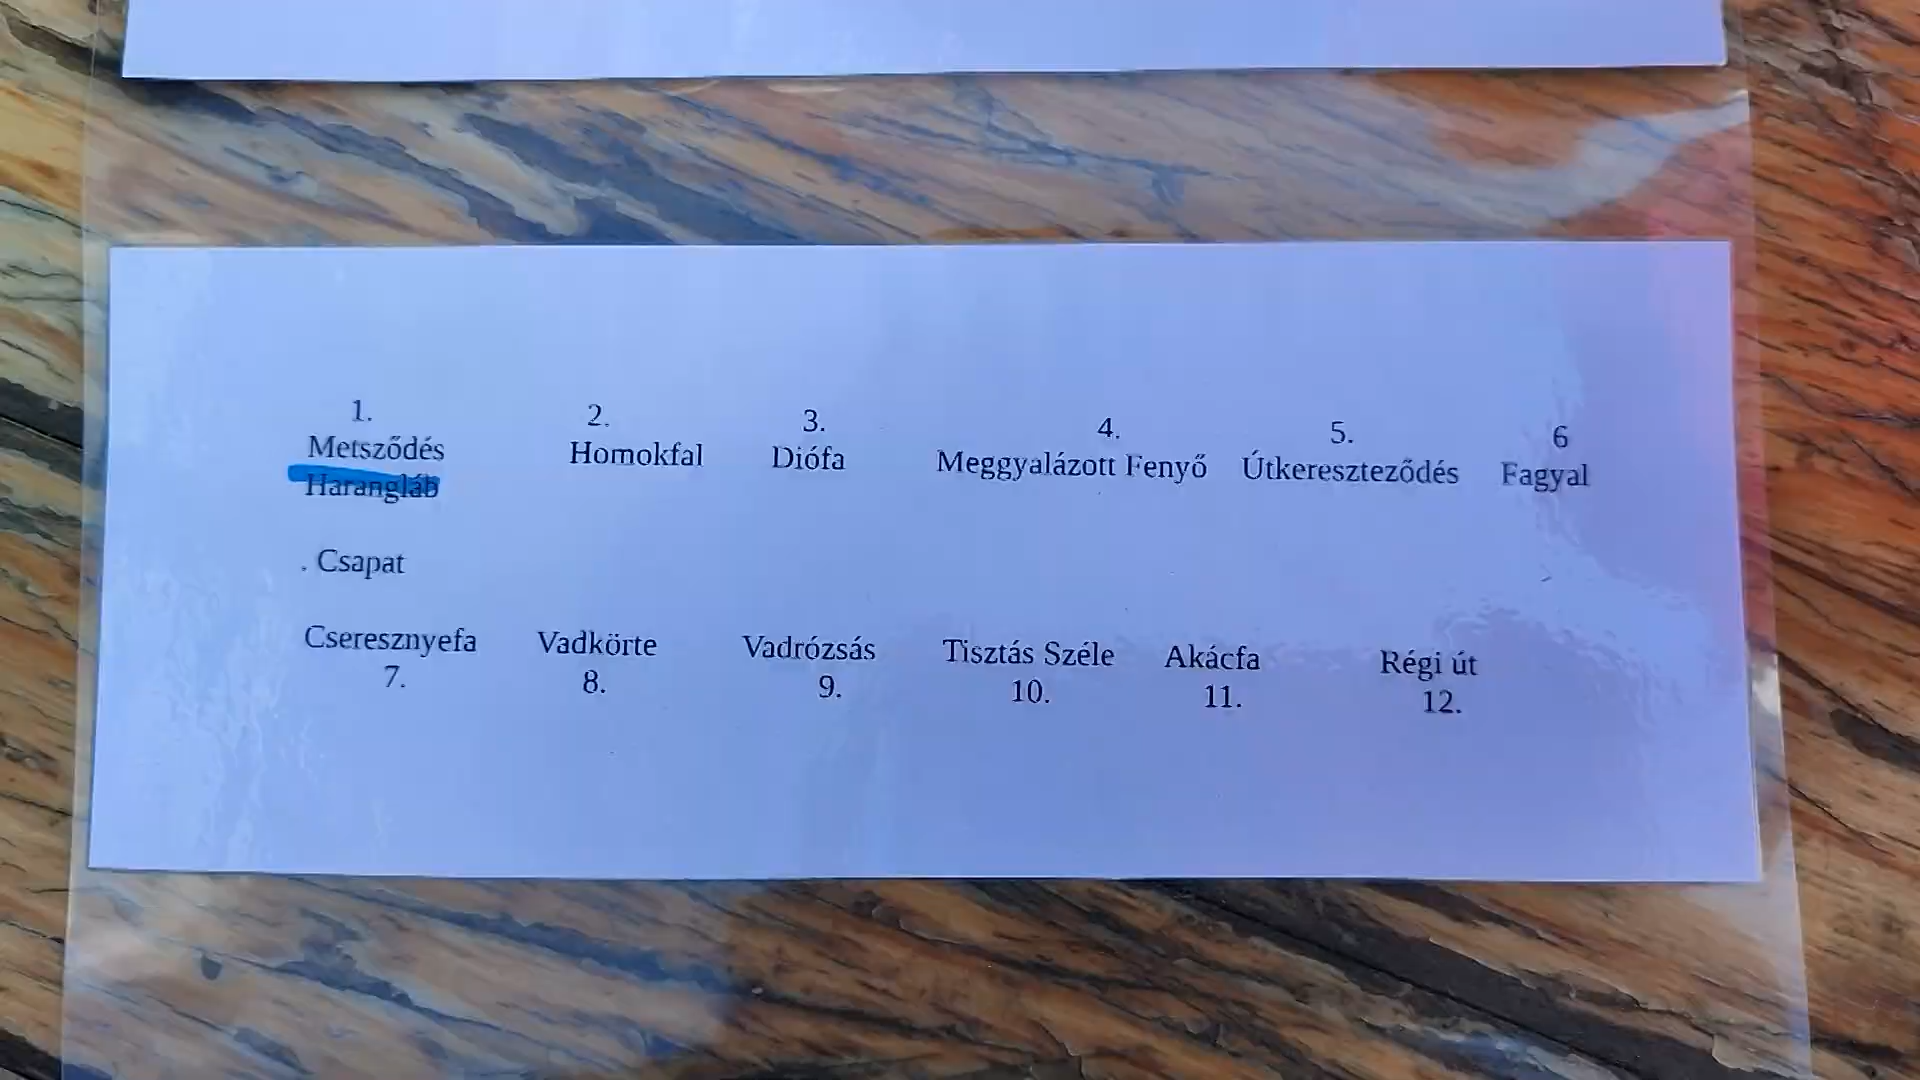 1. 2. 3. 4. 5. 6
Metsződés Homokfal Diófa Meggyalázott Fenyő Útkereszteződés Fagyal
Harangláb
. Csapat
Cseresznyefa Vadkörte Vadrózsás Tisztás Széle Akácfa Régi út
7. 8. 9. 10. 11. 12.